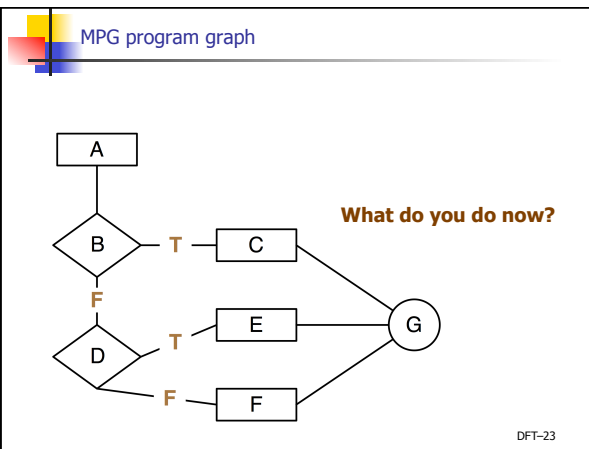 MPG program graph
A
What do you do now?
B T C
F
E G
D T
F F
DFT–23